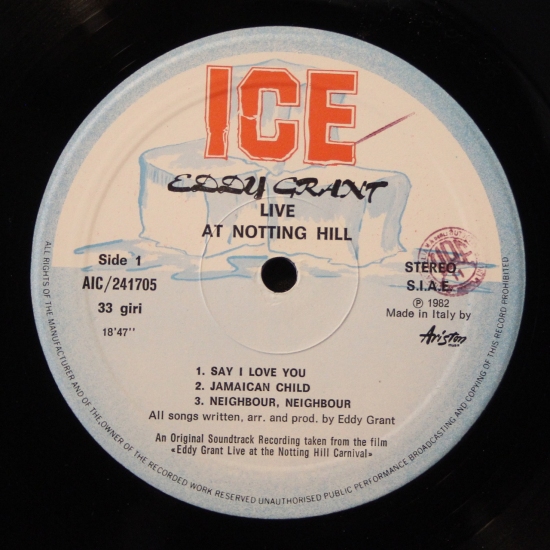 ICE
EDDY GRANT
LIVE
AT NOTTING HILL
Side 1
AIC/241705
33 giri
18'47''
STEREO
S.I.A.E.
℗ 1982
Made in Italy by
Ariston
1. SAY I LOVE YOU
2. JAMAICAN CHILD
3. NEIGHBOUR, NEIGHBOUR
All songs written, arr. and prod. by Eddy Grant
An Original Soundtrack Recording taken from the film
«Eddy Grant Live at the Notting Hill Carnival»
ALL RIGHTS OF THE MANUFACTURER AND OF THE OWNER OF THE RECORDED WORK RESERVED UNAUTHORISED PUBLIC PERFORMANCE BROADCASTING AND COPYING OF THIS RECORD PROHIBITED